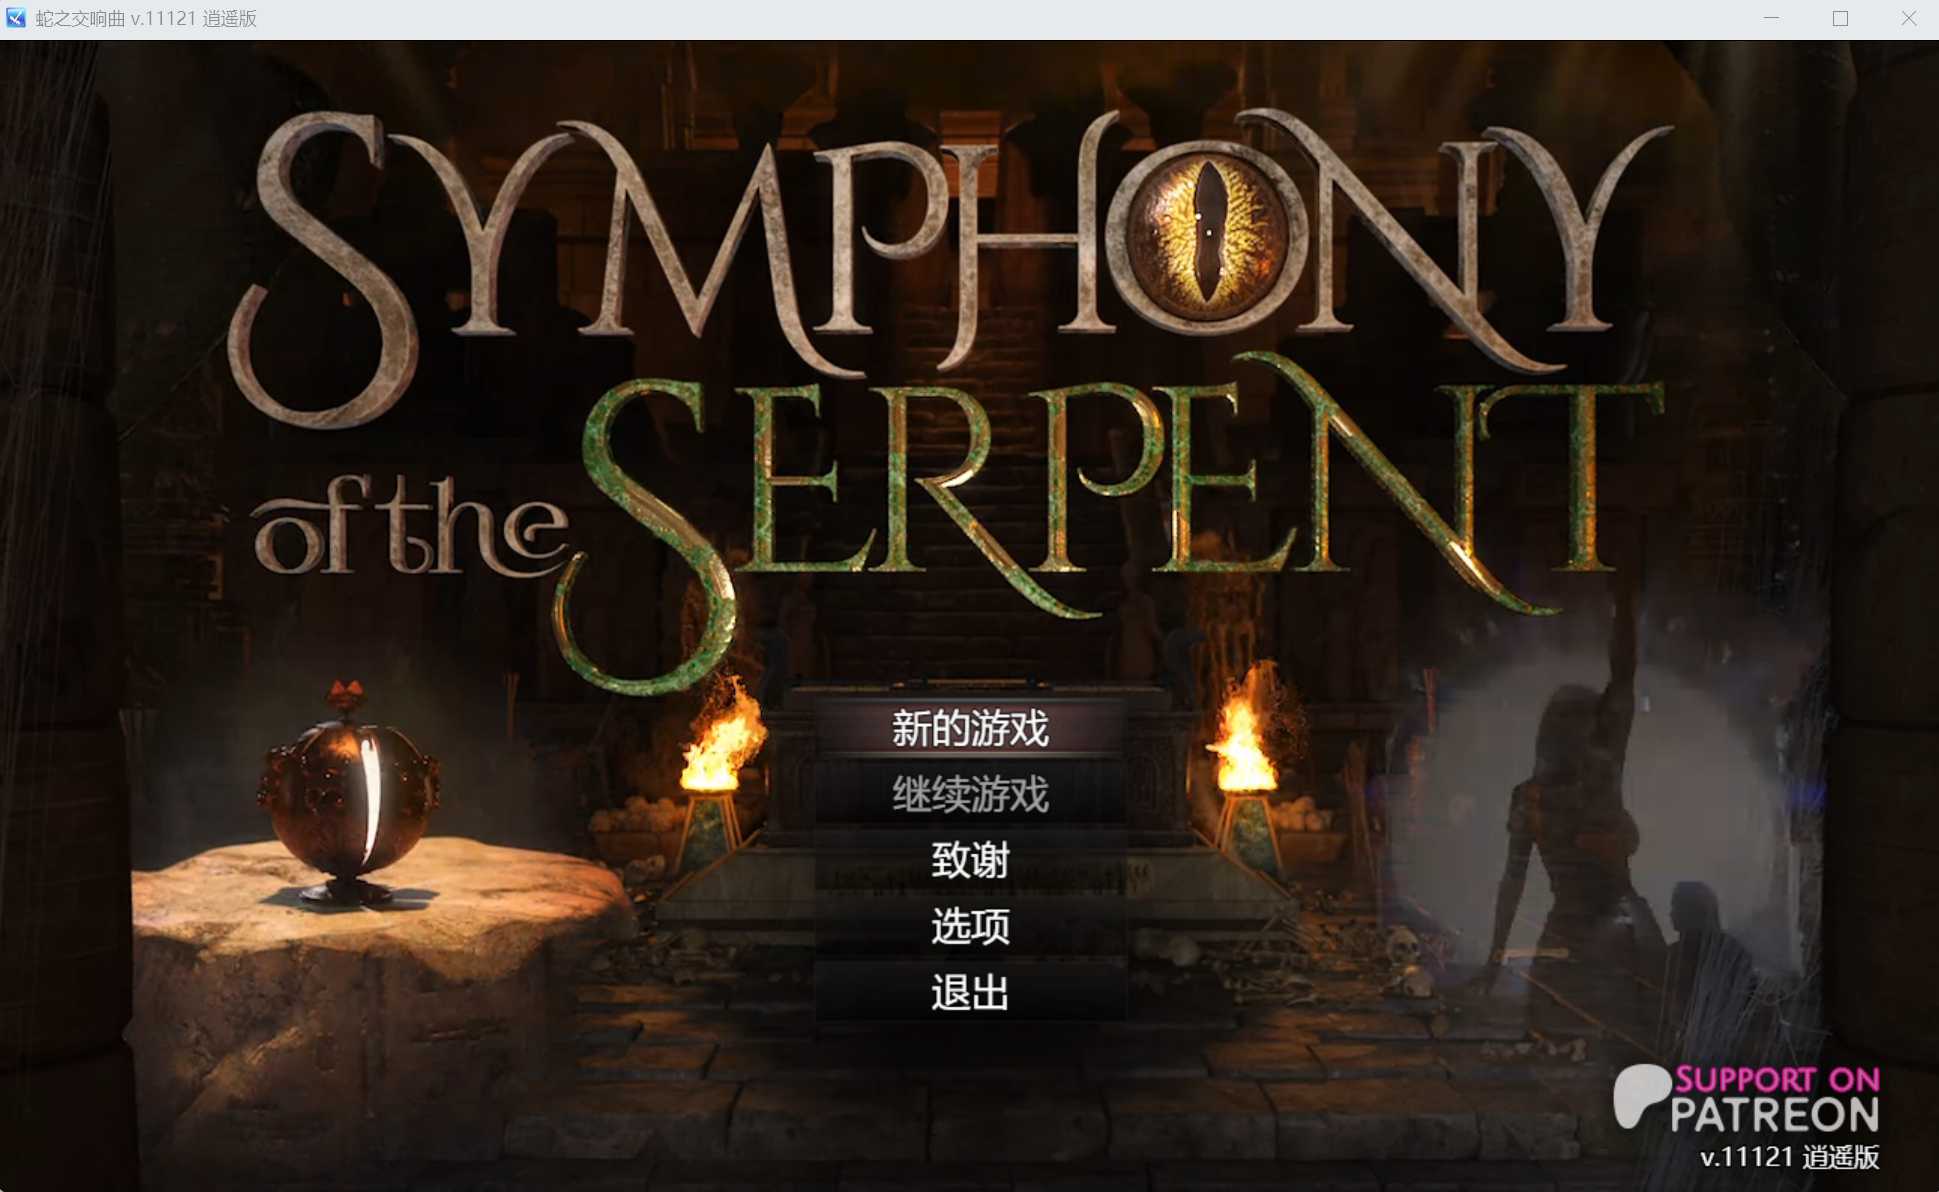 蛇之交响曲 v.11121 逍遥版
SYMPHONY
of the SERPENT
新的游戏
继续游戏
致谢
选项
退出
SUPPORT ON
PATREON
v.11121 逍遥版